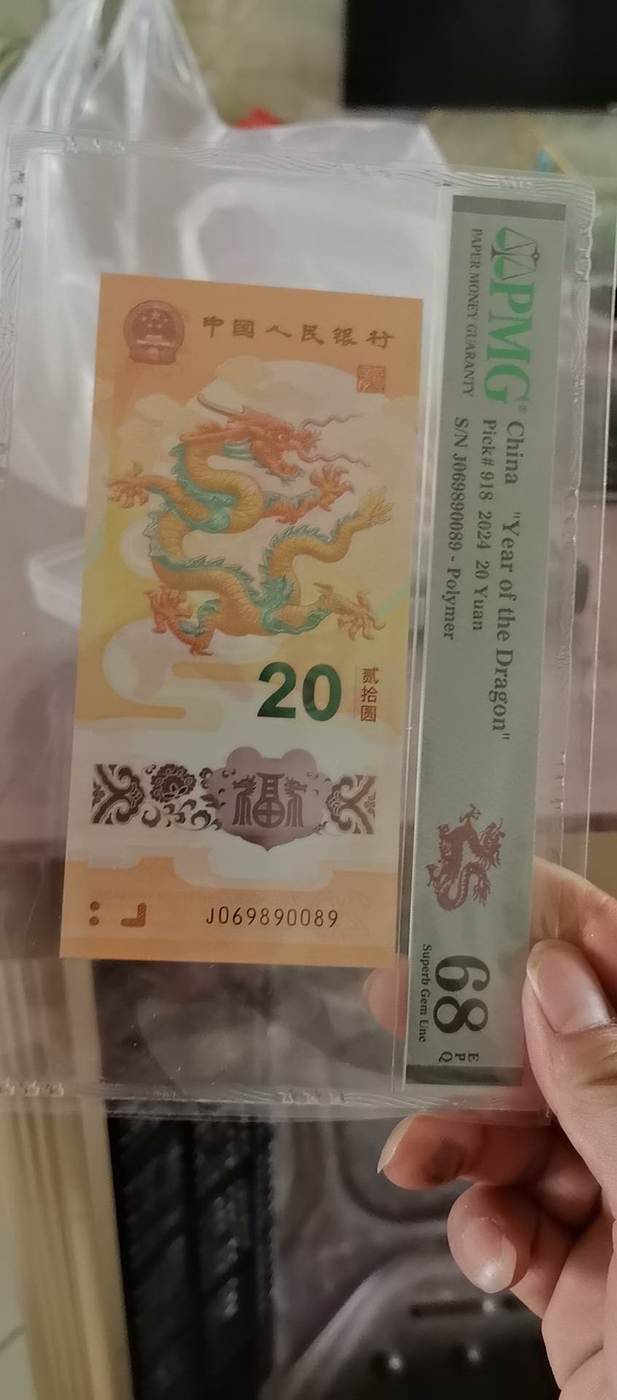 中国人民银行
20
贰拾圆
福
J069890089
PMG®
PAPER MONEY GUARANTY
China "Year of the Dragon"
Pick# 918 2024 20 Yuan
S/N J069890089 - Polymer
68
EPQ
Superb Gem Unc